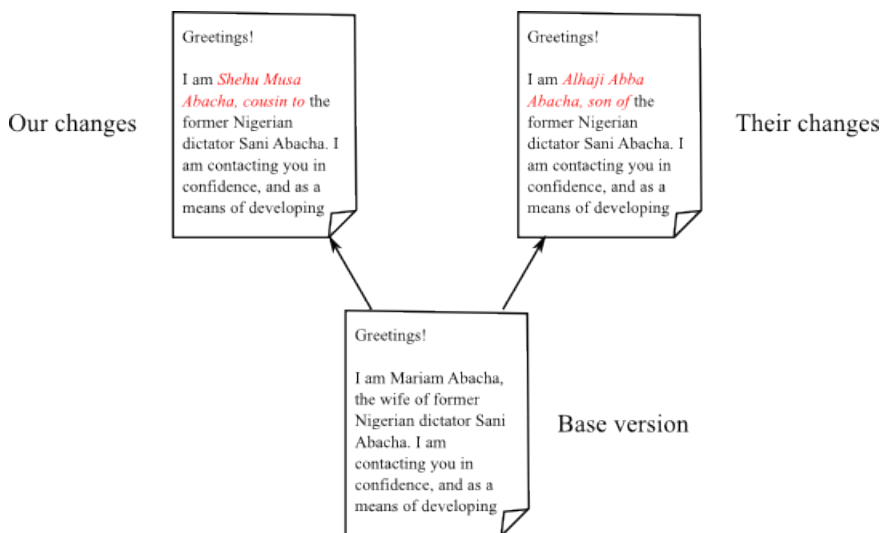 Greetings!
I am Shehu Musa
Abacha, cousin to the
former Nigerian
dictator Sani Abacha. I
am contacting you in
confidence, and as a
means of developing
Our changes
Greetings!
I am Alhaji Abba
Abacha, son of the
former Nigerian
dictator Sani Abacha. I
am contacting you in
confidence, and as a
means of developing
Their changes
Greetings!
I am Mariam Abacha,
the wife of former
Nigerian dictator Sani
Abacha. I am
contacting you in
confidence, and as a
means of developing
Base version